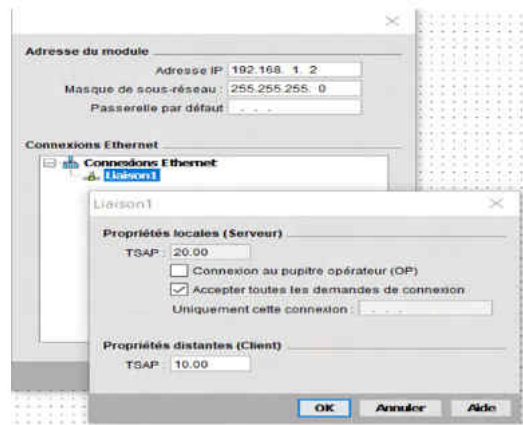 Adresse du module
Adresse IP 192.168. 1. 2
Masque de sous-réseau : 255.255.255. 0
Passerelle par défaut . . .
Connexions Ethernet
Connexions Ethernet
Liaison1
Liaison1
Propriétés locales (Serveur)
TSAP : 20.00
Connexion au pupitre opérateur (OP)
Accepter toutes les demandes de connexion
Uniquement cette connexion : . . .
Propriétés distantes (Client)
TSAP : 10.00
OK Annuler Aide